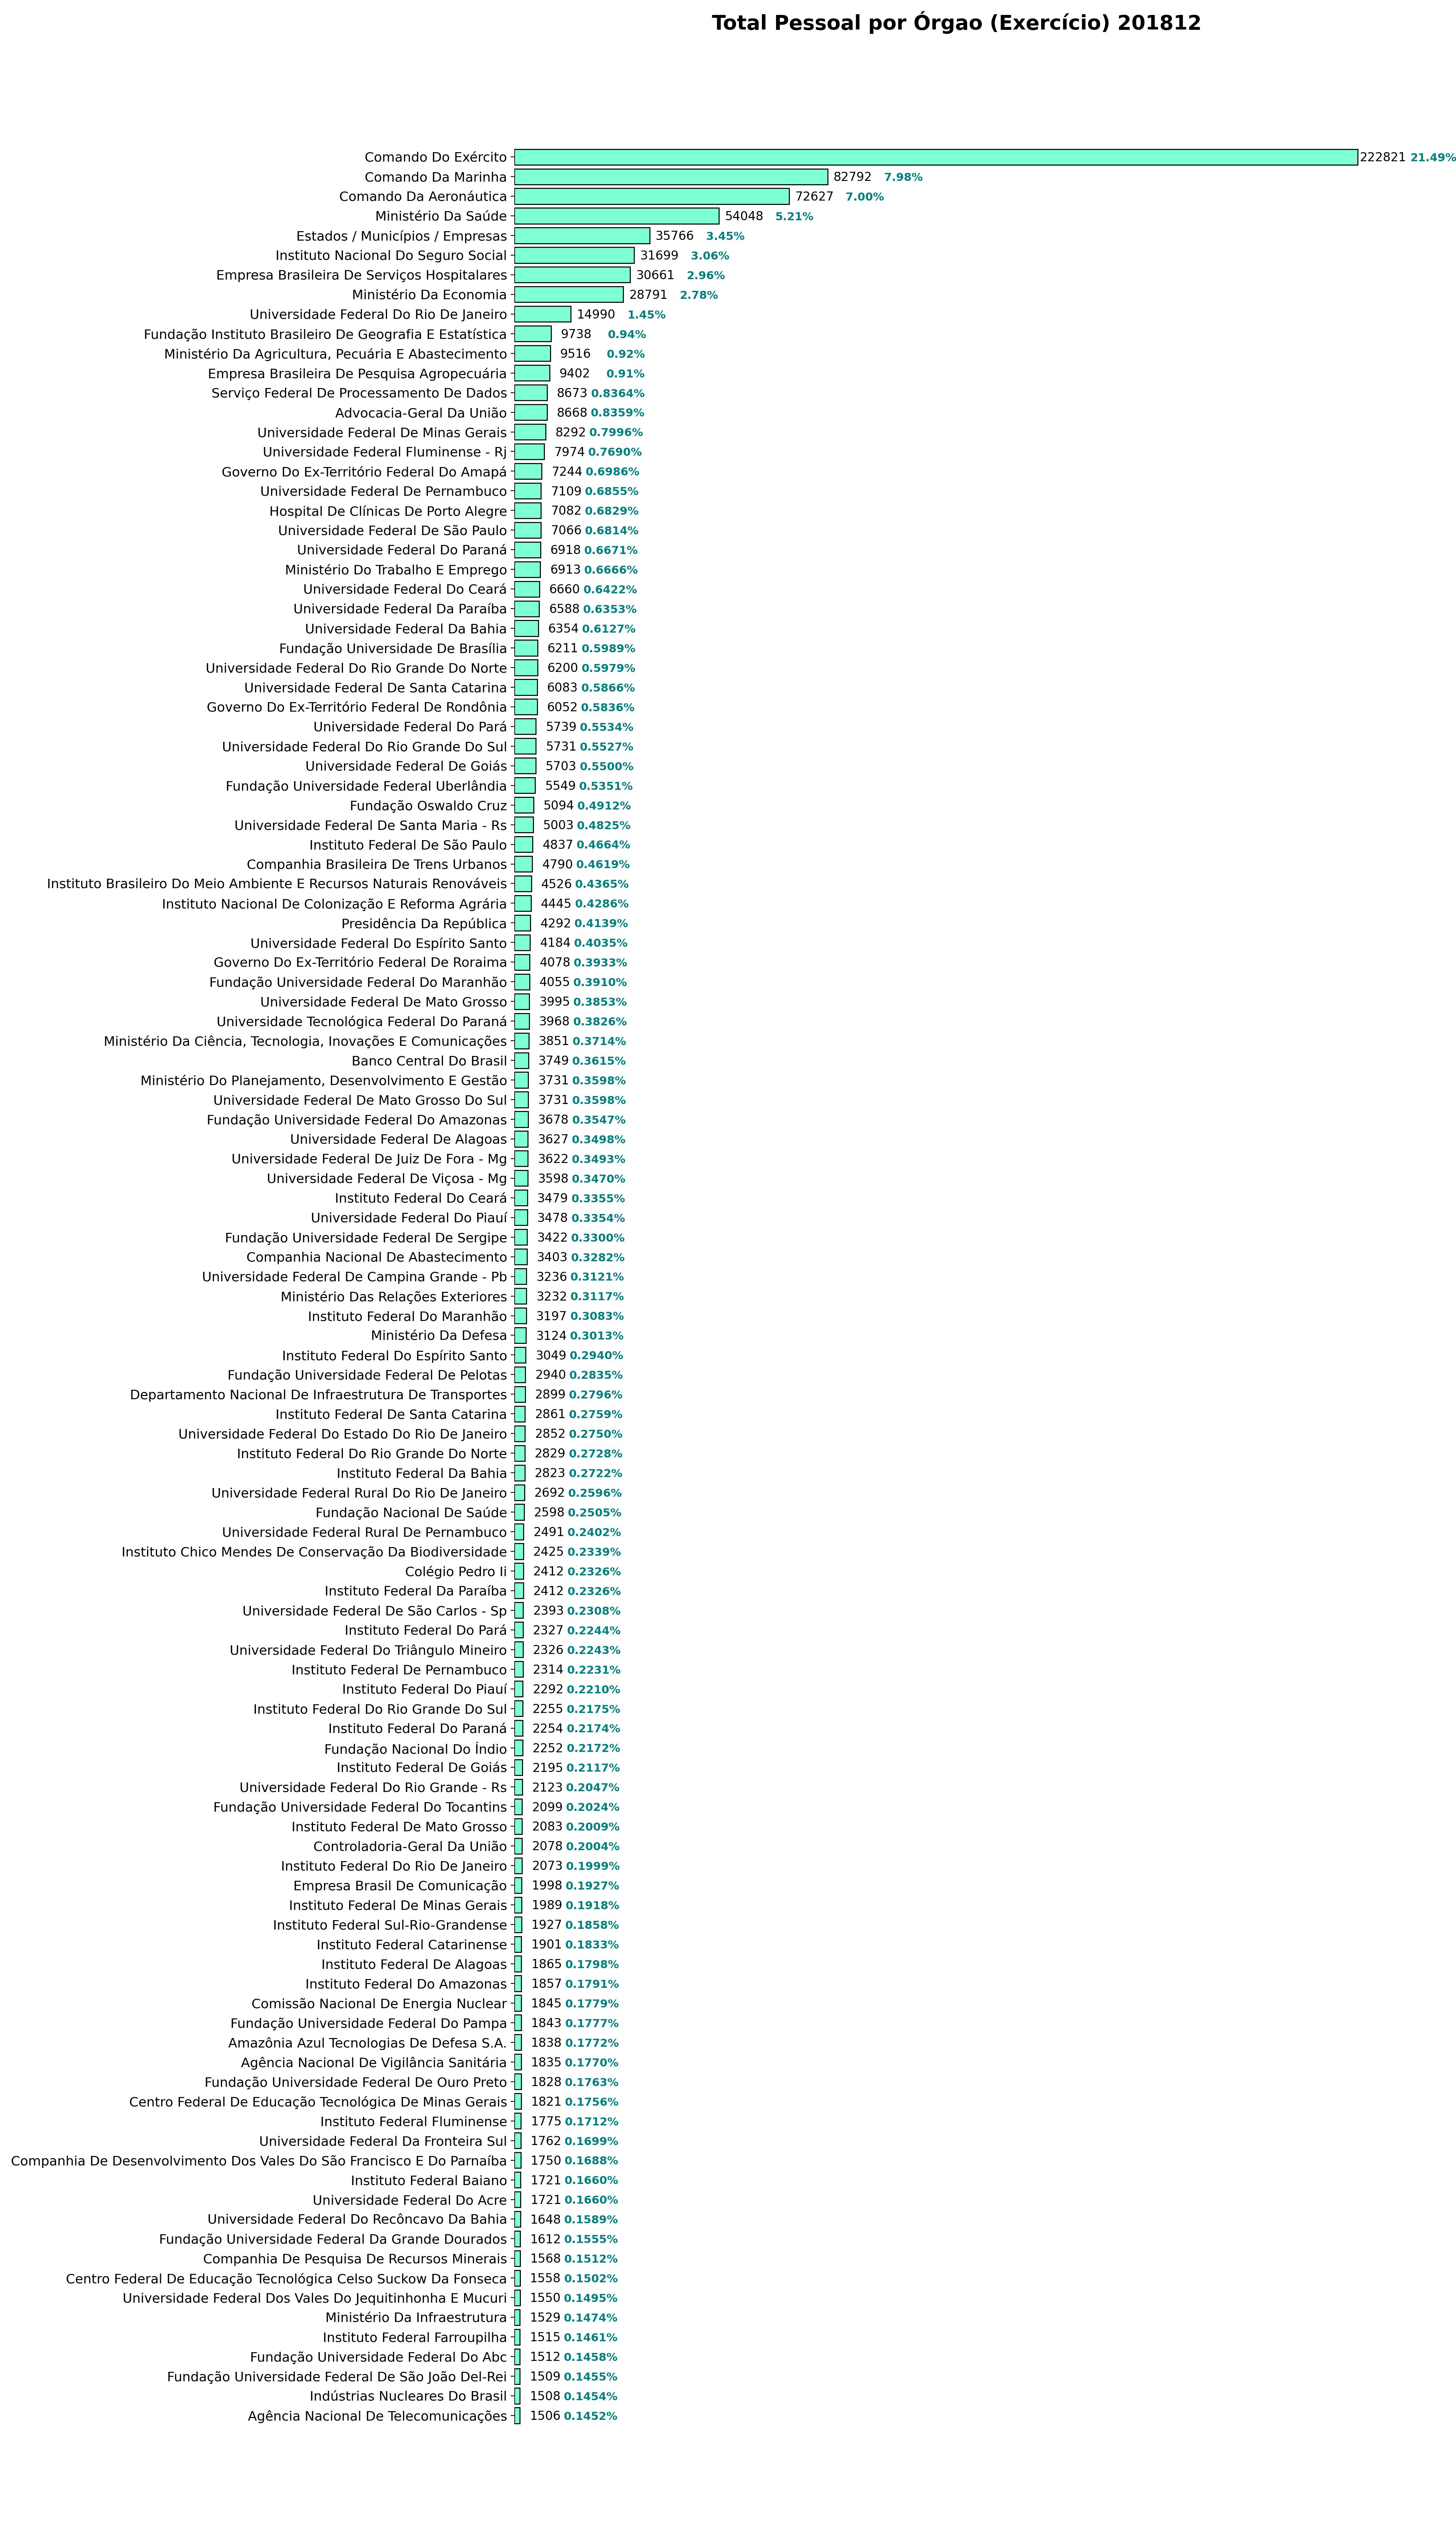 Total Pessoal por Órgao (Exercício) 201812
Comando Do Exército 222821 21.49%
Comando Da Marinha 82792 7.98%
Comando Da Aeronáutica 72627 7.00%
Ministério Da Saúde 54048 5.21%
Estados / Municípios / Empresas 35766 3.45%
Instituto Nacional Do Seguro Social 31699 3.06%
Empresa Brasileira De Serviços Hospitalares 30661 2.96%
Ministério Da Economia 28791 2.78%
Universidade Federal Do Rio De Janeiro 14990 1.45%
Fundação Instituto Brasileiro De Geografia E Estatística 9738 0.94%
Ministério Da Agricultura, Pecuária E Abastecimento 9516 0.92%
Empresa Brasileira De Pesquisa Agropecuária 9402 0.91%
Serviço Federal De Processamento De Dados 8673 0.8364%
Advocacia-Geral Da União 8668 0.8359%
Universidade Federal De Minas Gerais 8292 0.7996%
Universidade Federal Fluminense - Rj 7974 0.7690%
Governo Do Ex-Território Federal Do Amapá 7244 0.6986%
Universidade Federal De Pernambuco 7109 0.6855%
Hospital De Clínicas De Porto Alegre 7082 0.6829%
Universidade Federal De São Paulo 7066 0.6814%
Universidade Federal Do Paraná 6918 0.6671%
Ministério Do Trabalho E Emprego 6913 0.6666%
Universidade Federal Do Ceará 6660 0.6422%
Universidade Federal Da Paraíba 6588 0.6353%
Universidade Federal Da Bahia 6354 0.6127%
Fundação Universidade De Brasília 6211 0.5989%
Universidade Federal Do Rio Grande Do Norte 6200 0.5979%
Universidade Federal De Santa Catarina 6083 0.5866%
Governo Do Ex-Território Federal De Rondônia 6052 0.5836%
Universidade Federal Do Pará 5739 0.5534%
Universidade Federal Do Rio Grande Do Sul 5731 0.5527%
Universidade Federal De Goiás 5703 0.5500%
Fundação Universidade Federal Uberlândia 5549 0.5351%
Fundação Oswaldo Cruz 5094 0.4912%
Universidade Federal De Santa Maria - Rs 5003 0.4825%
Instituto Federal De São Paulo 4837 0.4664%
Companhia Brasileira De Trens Urbanos 4790 0.4619%
Instituto Brasileiro Do Meio Ambiente E Recursos Naturais Renováveis 4526 0.4365%
Instituto Nacional De Colonização E Reforma Agrária 4445 0.4286%
Presidência Da República 4292 0.4139%
Universidade Federal Do Espírito Santo 4184 0.4035%
Governo Do Ex-Território Federal De Roraima 4078 0.3933%
Fundação Universidade Federal Do Maranhão 4055 0.3910%
Universidade Federal De Mato Grosso 3995 0.3853%
Universidade Tecnológica Federal Do Paraná 3968 0.3826%
Ministério Da Ciência, Tecnologia, Inovações E Comunicações 3851 0.3714%
Banco Central Do Brasil 3749 0.3615%
Ministério Do Planejamento, Desenvolvimento E Gestão 3731 0.3598%
Universidade Federal De Mato Grosso Do Sul 3731 0.3598%
Fundação Universidade Federal Do Amazonas 3678 0.3547%
Universidade Federal De Alagoas 3627 0.3498%
Universidade Federal De Juiz De Fora - Mg 3622 0.3493%
Universidade Federal De Viçosa - Mg 3598 0.3470%
Instituto Federal Do Ceará 3479 0.3355%
Universidade Federal Do Piauí 3478 0.3354%
Fundação Universidade Federal De Sergipe 3422 0.3300%
Companhia Nacional De Abastecimento 3403 0.3282%
Universidade Federal De Campina Grande - Pb 3236 0.3121%
Ministério Das Relações Exteriores 3232 0.3117%
Instituto Federal Do Maranhão 3197 0.3083%
Ministério Da Defesa 3124 0.3013%
Instituto Federal Do Espírito Santo 3049 0.2940%
Fundação Universidade Federal De Pelotas 2940 0.2835%
Departamento Nacional De Infraestrutura De Transportes 2899 0.2796%
Instituto Federal De Santa Catarina 2861 0.2759%
Universidade Federal Do Estado Do Rio De Janeiro 2852 0.2750%
Instituto Federal Do Rio Grande Do Norte 2829 0.2728%
Instituto Federal Da Bahia 2823 0.2722%
Universidade Federal Rural Do Rio De Janeiro 2692 0.2596%
Fundação Nacional De Saúde 2598 0.2505%
Universidade Federal Rural De Pernambuco 2491 0.2402%
Instituto Chico Mendes De Conservação Da Biodiversidade 2425 0.2339%
Colégio Pedro Ii 2412 0.2326%
Instituto Federal Da Paraíba 2412 0.2326%
Universidade Federal De São Carlos - Sp 2393 0.2308%
Instituto Federal Do Pará 2327 0.2244%
Universidade Federal Do Triângulo Mineiro 2326 0.2243%
Instituto Federal De Pernambuco 2314 0.2231%
Instituto Federal Do Piauí 2292 0.2210%
Instituto Federal Do Rio Grande Do Sul 2255 0.2175%
Instituto Federal Do Paraná 2254 0.2174%
Fundação Nacional Do Índio 2252 0.2172%
Instituto Federal De Goiás 2195 0.2117%
Universidade Federal Do Rio Grande - Rs 2123 0.2047%
Fundação Universidade Federal Do Tocantins 2099 0.2024%
Instituto Federal De Mato Grosso 2083 0.2009%
Controladoria-Geral Da União 2078 0.2004%
Instituto Federal Do Rio De Janeiro 2073 0.1999%
Empresa Brasil De Comunicação 1998 0.1927%
Instituto Federal De Minas Gerais 1989 0.1918%
Instituto Federal Sul-Rio-Grandense 1927 0.1858%
Instituto Federal Catarinense 1901 0.1833%
Instituto Federal De Alagoas 1865 0.1798%
Instituto Federal Do Amazonas 1857 0.1791%
Comissão Nacional De Energia Nuclear 1845 0.1779%
Fundação Universidade Federal Do Pampa 1843 0.1777%
Amazônia Azul Tecnologias De Defesa S.A. 1838 0.1772%
Agência Nacional De Vigilância Sanitária 1835 0.1770%
Fundação Universidade Federal De Ouro Preto 1828 0.1763%
Centro Federal De Educação Tecnológica De Minas Gerais 1821 0.1756%
Instituto Federal Fluminense 1775 0.1712%
Universidade Federal Da Fronteira Sul 1762 0.1699%
Companhia De Desenvolvimento Dos Vales Do São Francisco E Do Parnaíba 1750 0.1688%
Instituto Federal Baiano 1721 0.1660%
Universidade Federal Do Acre 1721 0.1660%
Universidade Federal Do Recôncavo Da Bahia 1648 0.1589%
Fundação Universidade Federal Da Grande Dourados 1612 0.1555%
Companhia De Pesquisa De Recursos Minerais 1568 0.1512%
Centro Federal De Educação Tecnológica Celso Suckow Da Fonseca 1558 0.1502%
Universidade Federal Dos Vales Do Jequitinhonha E Mucuri 1550 0.1495%
Ministério Da Infraestrutura 1529 0.1474%
Instituto Federal Farroupilha 1515 0.1461%
Fundação Universidade Federal Do Abc 1512 0.1458%
Fundação Universidade Federal De São João Del-Rei 1509 0.1455%
Indústrias Nucleares Do Brasil 1508 0.1454%
Agência Nacional De Telecomunicações 1506 0.1452%